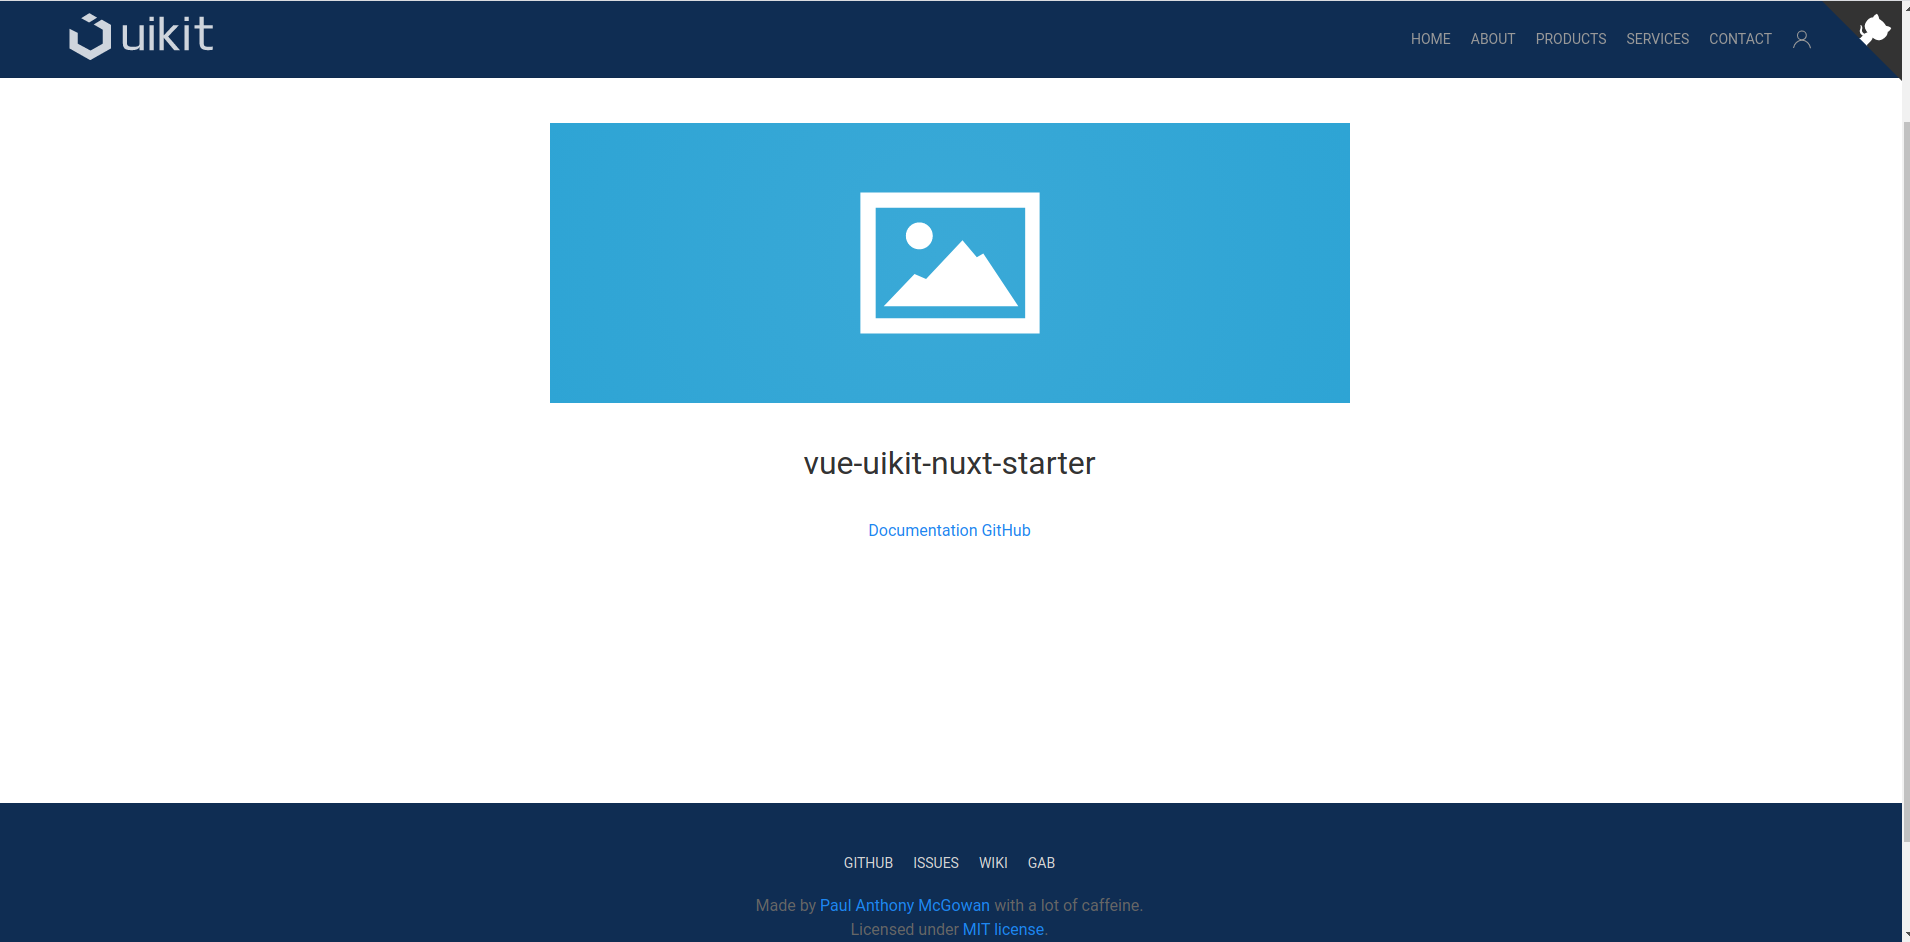 uikit
HOME ABOUT PRODUCTS SERVICES CONTACT
vue-uikit-nuxt-starter
Documentation GitHub
GITHUB ISSUES WIKI GAB
Made by Paul Anthony McGowan with a lot of caffeine.
Licensed under MIT license.